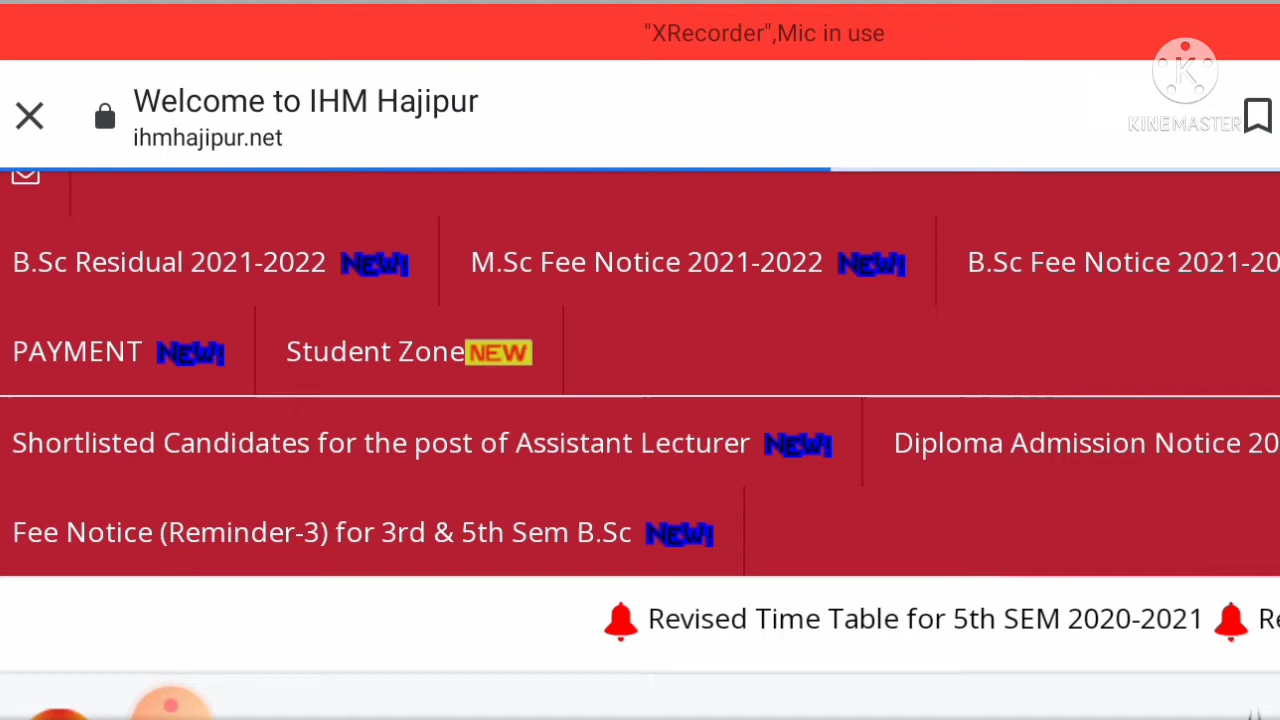 "XRecorder",Mic in use
Welcome to IHM Hajipur
ihmhajipur.net
KINEMASTER
B.Sc Residual 2021-2022 NEW! M.Sc Fee Notice 2021-2022 NEW! B.Sc Fee Notice 2021-20
PAYMENT NEW! Student Zone NEW
Shortlisted Candidates for the post of Assistant Lecturer NEW! Diploma Admission Notice 20
Fee Notice (Reminder-3) for 3rd & 5th Sem B.Sc NEW!
Revised Time Table for 5th SEM 2020-2021 Re